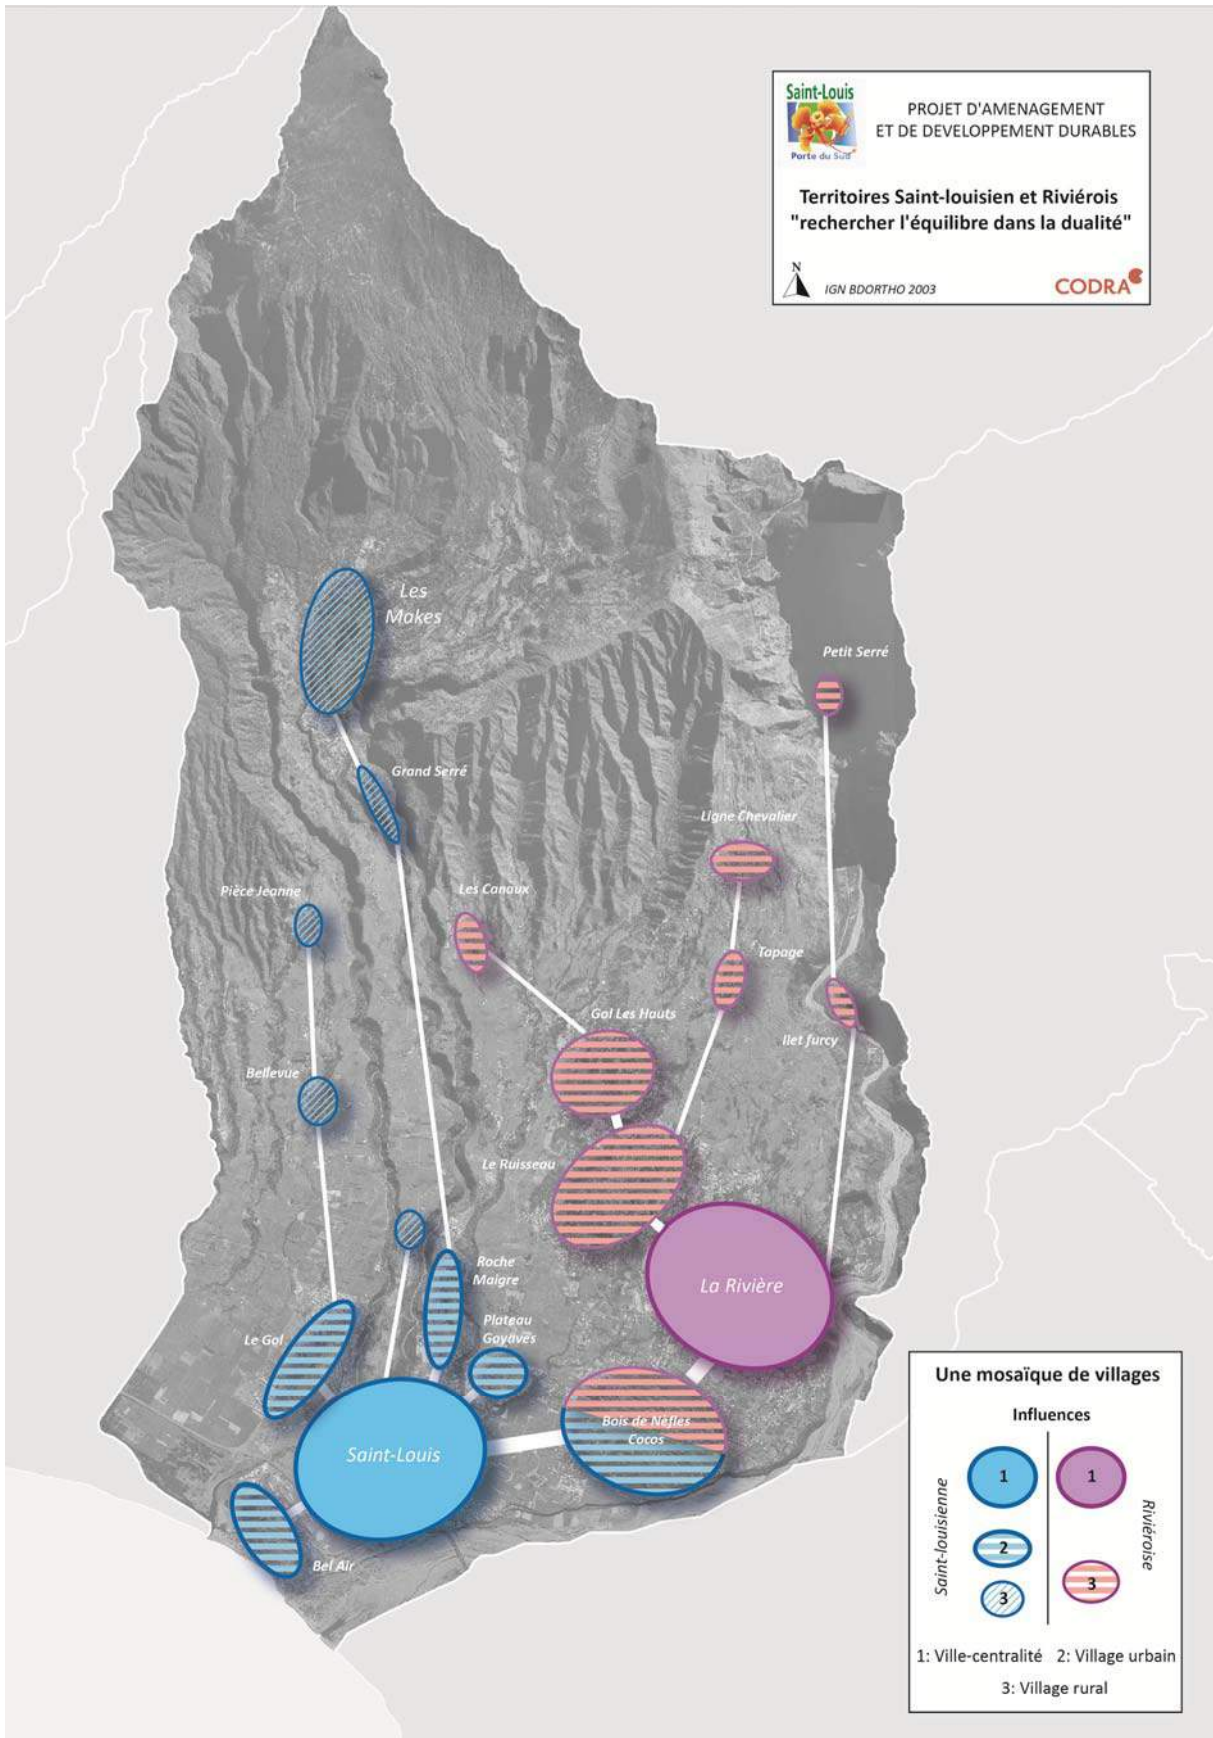 Saint-Louis
Porte du Sud
PROJET D'AMENAGEMENT
ET DE DEVELOPPEMENT DURABLES
Territoires Saint-louisien et Riviérois
"rechercher l'équilibre dans la dualité"
N
IGN BDORTHO 2003
CODRA
Les
Makes
Petit Serré
Grand Serré
Ligne Chevalier
Pièce Jeanne
Les Canaux
Tapage
Gol Les Hauts
Ilet furcy
Bellevue
Le Ruisseau
Roche
Maigre
La Rivière
Plateau
Goyaves
Le Gol
Bois de Nèfles
Cocos
Saint-Louis
Bel Air
Une mosaïque de villages
Influences
Saint-louisienne
1
1
2
3
3
Riviéroise
1: Ville-centralité 2: Village urbain
3: Village rural